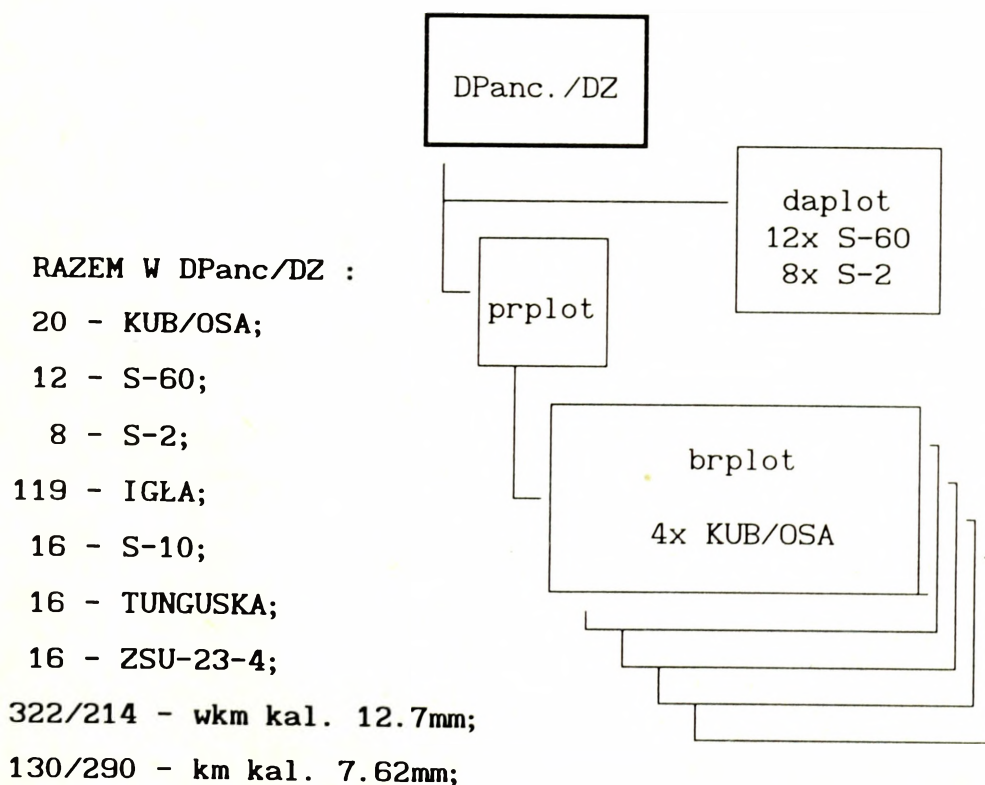 DPanc./DZ
daplot
12x S-60
8x S-2
prplot
brplot
4x KUB/OSA
RAZEM W DPanc/DZ :
20 - KUB/OSA;
12 - S-60;
8 - S-2;
119 - IGŁA;
16 - S-10;
16 - TUNGUSKA;
16 - ZSU-23-4;
322/214 - wkm kal. 12.7mm;
130/290 - km kal. 7.62mm;